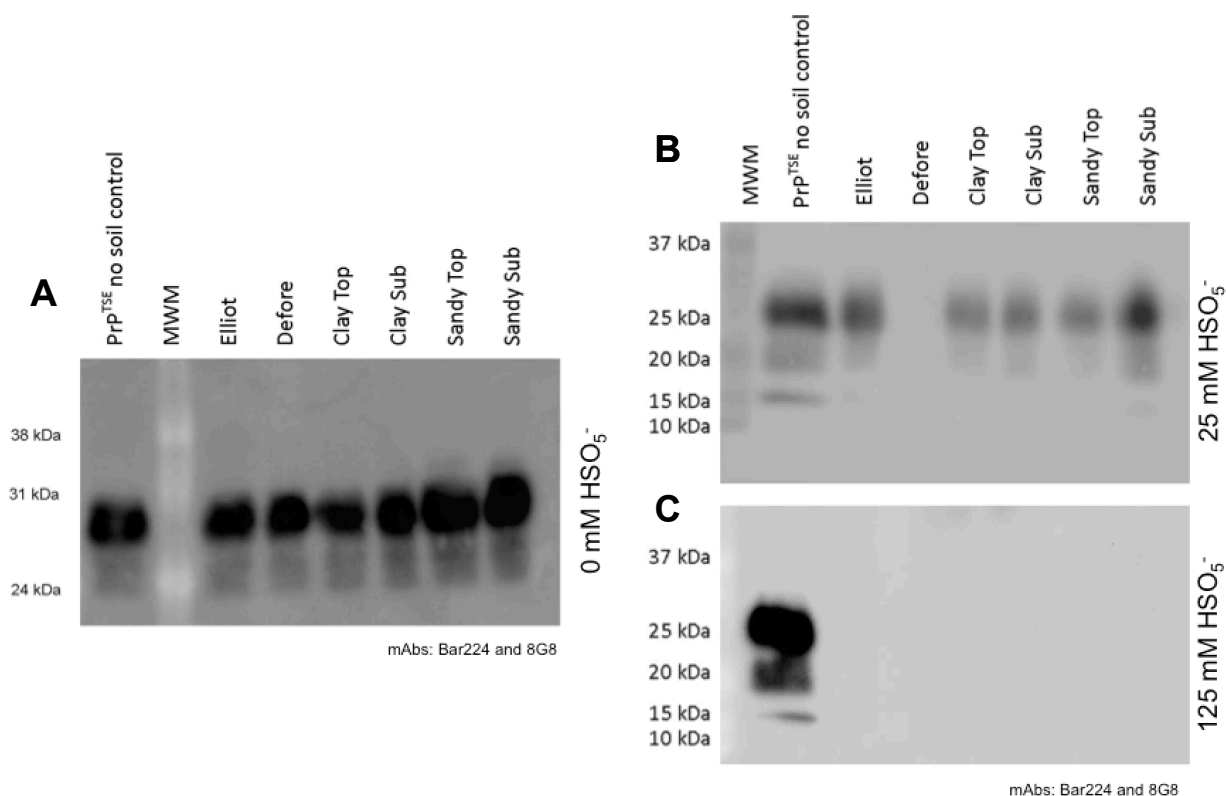 A
PrP^TSE no soil control
MWM
Elliot
Defore
Clay Top
Clay Sub
Sandy Top
Sandy Sub
38 kDa
31 kDa
24 kDa
0 mM HSO₅⁻
mAbs: Bar224 and 8G8
B
MWM
PrP^TSE no soil control
Elliot
Defore
Clay Top
Clay Sub
Sandy Top
Sandy Sub
37 kDa
25 kDa
20 kDa
15 kDa
10 kDa
25 mM HSO₅⁻
C
37 kDa
25 kDa
20 kDa
15 kDa
10 kDa
125 mM HSO₅⁻
mAbs: Bar224 and 8G8